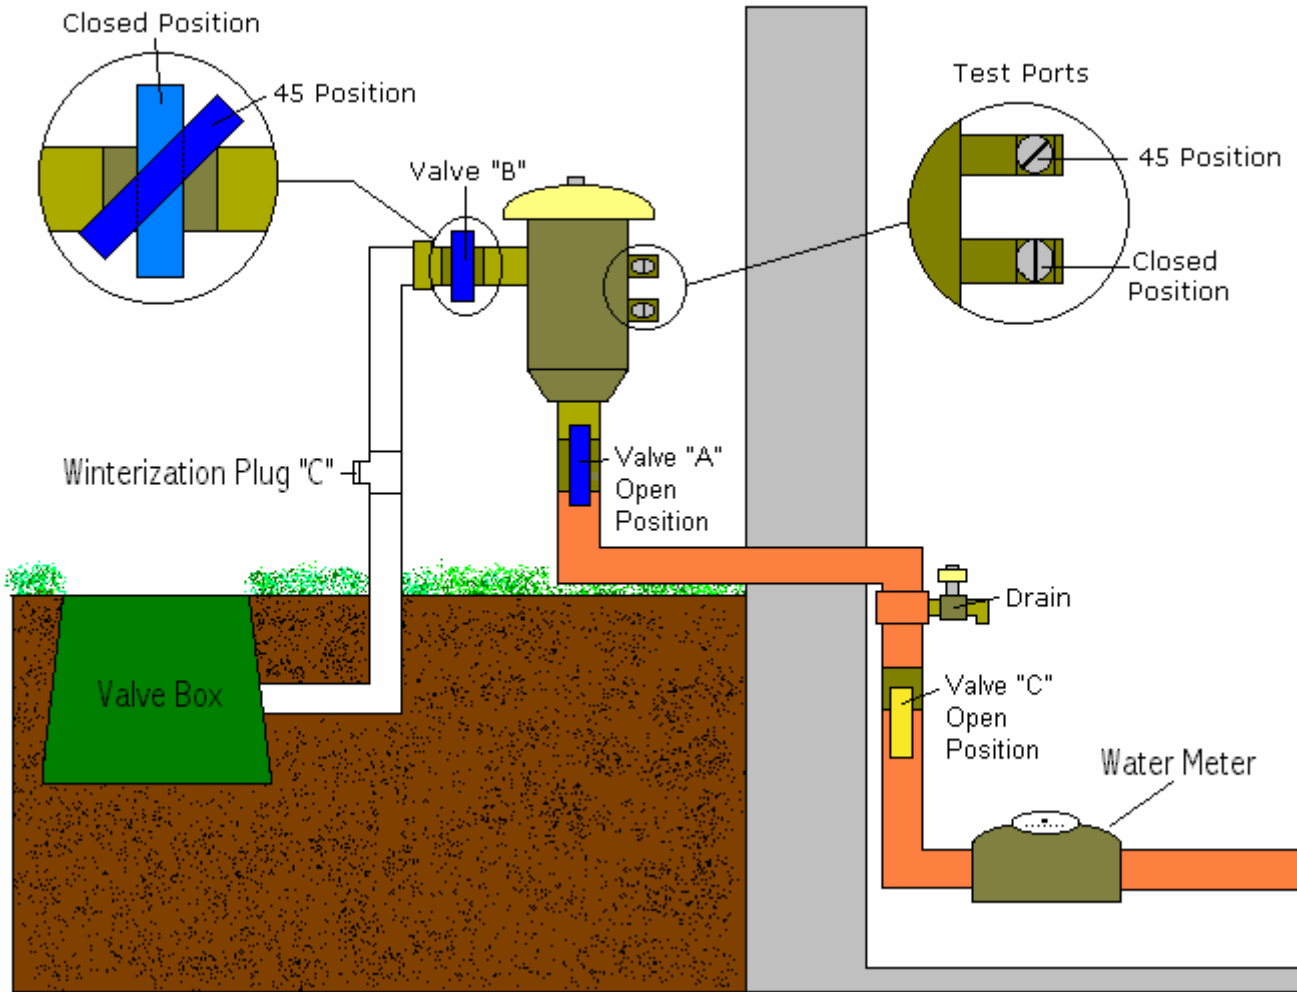 Closed Position
45 Position
Valve "B"
Test Ports
45 Position
Closed
Position
Winterization Plug "C"
Valve "A"
Open
Position
Drain
Valve Box
Valve "C"
Open
Position
Water Meter